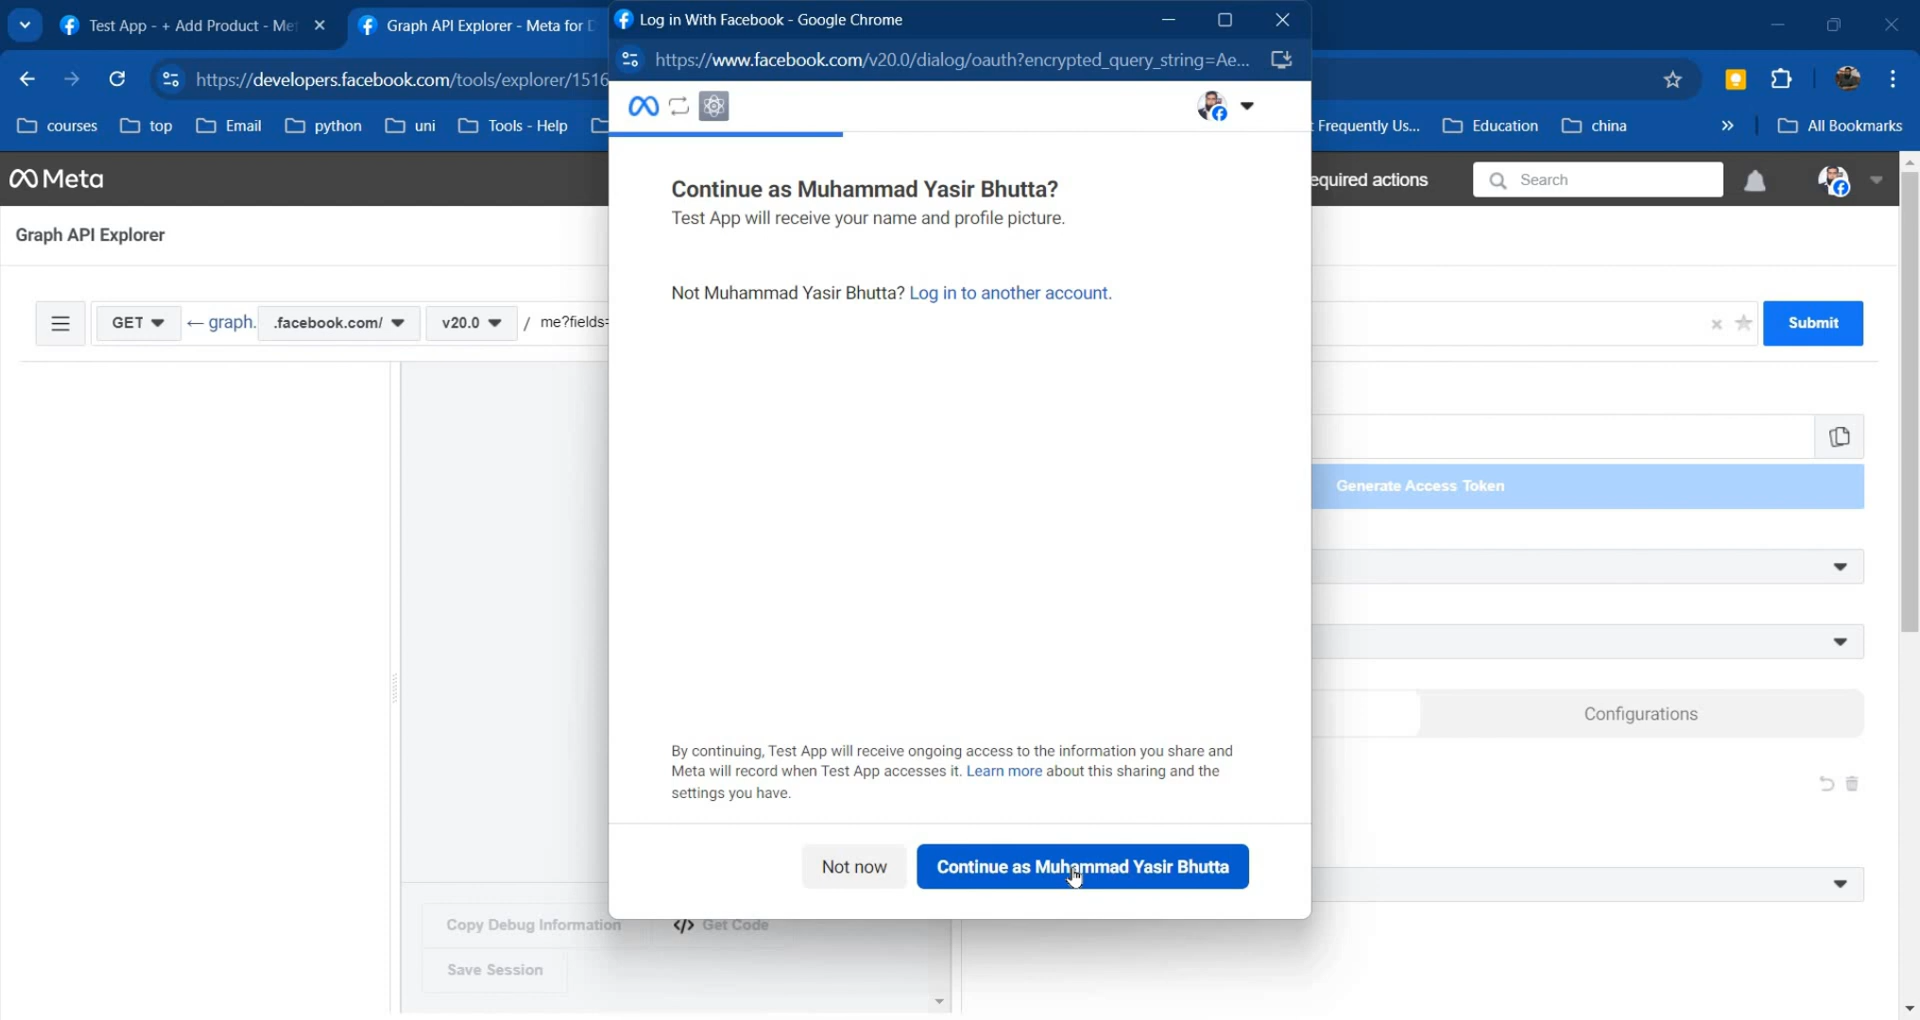 Test App - + Add Product - Met
Graph API Explorer - Meta for D
Log in With Facebook - Google Chrome
https://developers.facebook.com/tools/explorer/1516
https://www.facebook.com/v20.0/dialog/oauth?encrypted_query_string=Ae...
courses
top
Email
python
uni
Tools - Help
Frequently Us...
Education
china
»
All Bookmarks
Meta
equired actions
Search
Graph API Explorer
Continue as Muhammad Yasir Bhutta?
Test App will receive your name and profile picture.
Not Muhammad Yasir Bhutta? Log in to another account.
GET
graph.
.facebook.com/
v20.0
/
me?fields=
Submit
Generate Access Token
Configurations
By continuing, Test App will receive ongoing access to the information you share and
Meta will record when Test App accesses it. Learn more about this sharing and the
settings you have.
Not now
Continue as Muhammad Yasir Bhutta
Copy Debug Information
</> Get Code
Save Session